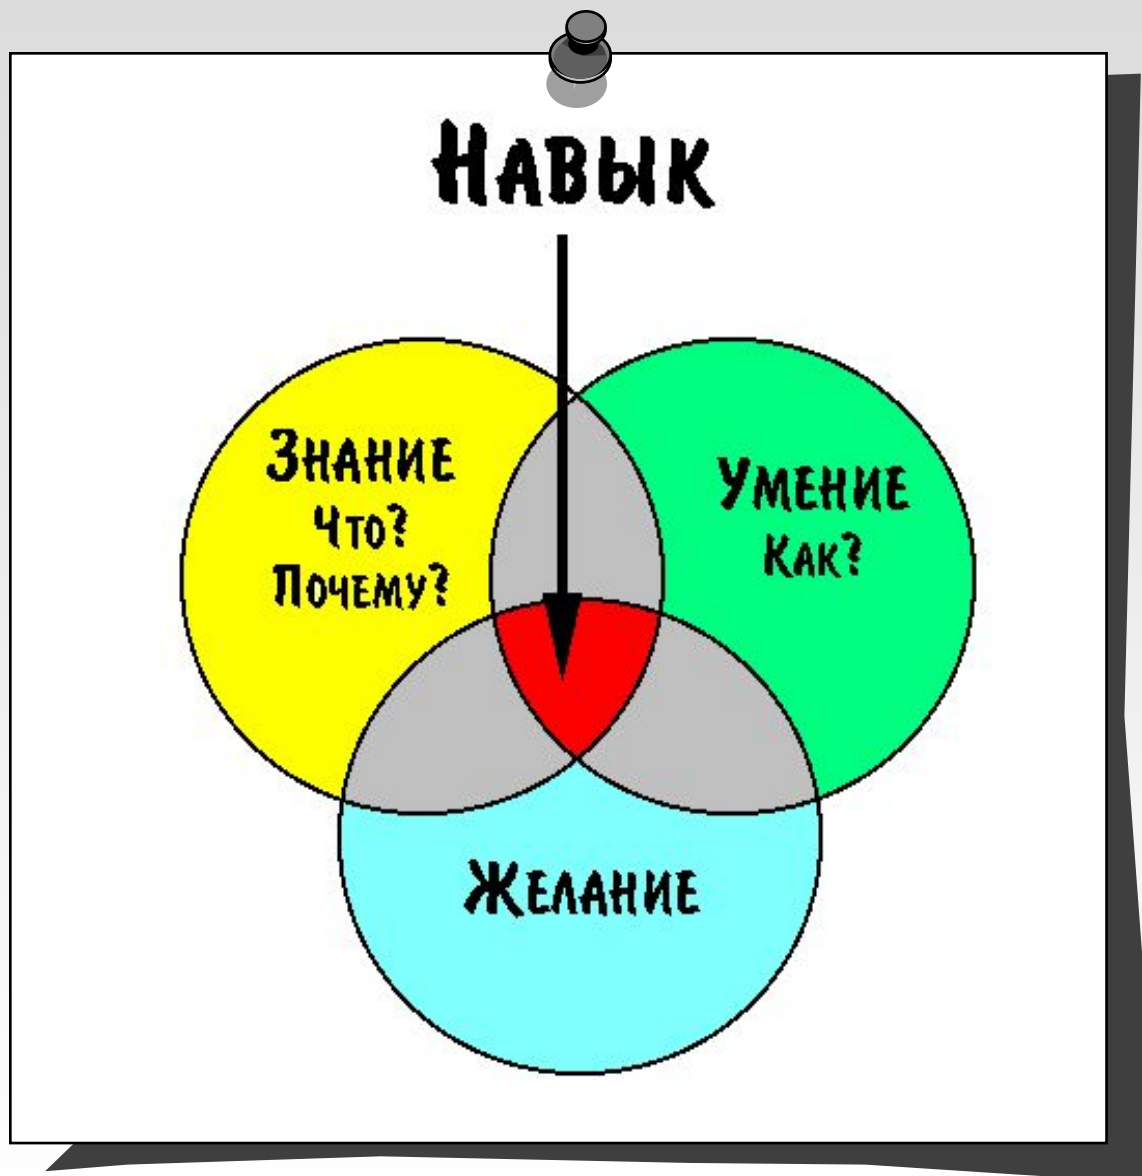 Навык
Знание
Что?
Почему?
Умение
Как?
Желание